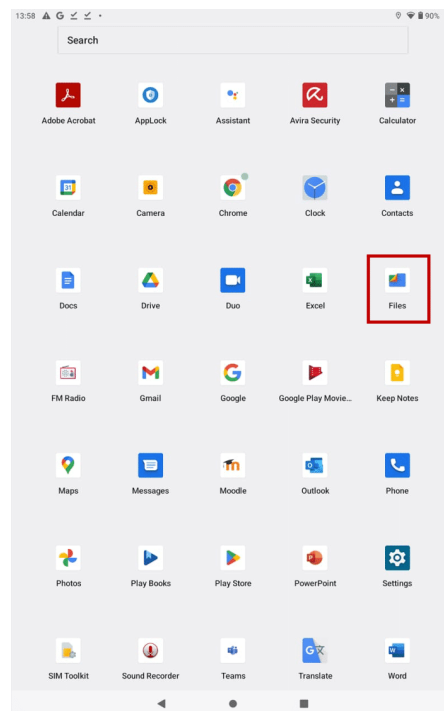 13:58 G 90%
Search
Adobe Acrobat AppLock Assistant Avira Security Calculator
31
Calendar Camera Chrome Clock Contacts
Docs Drive Duo Excel Files
FM Radio Gmail Google Google Play Movie... Keep Notes
Maps Messages Moodle Outlook Phone
Photos Play Books Play Store PowerPoint Settings
SIM Toolkit Sound Recorder Teams Translate Word